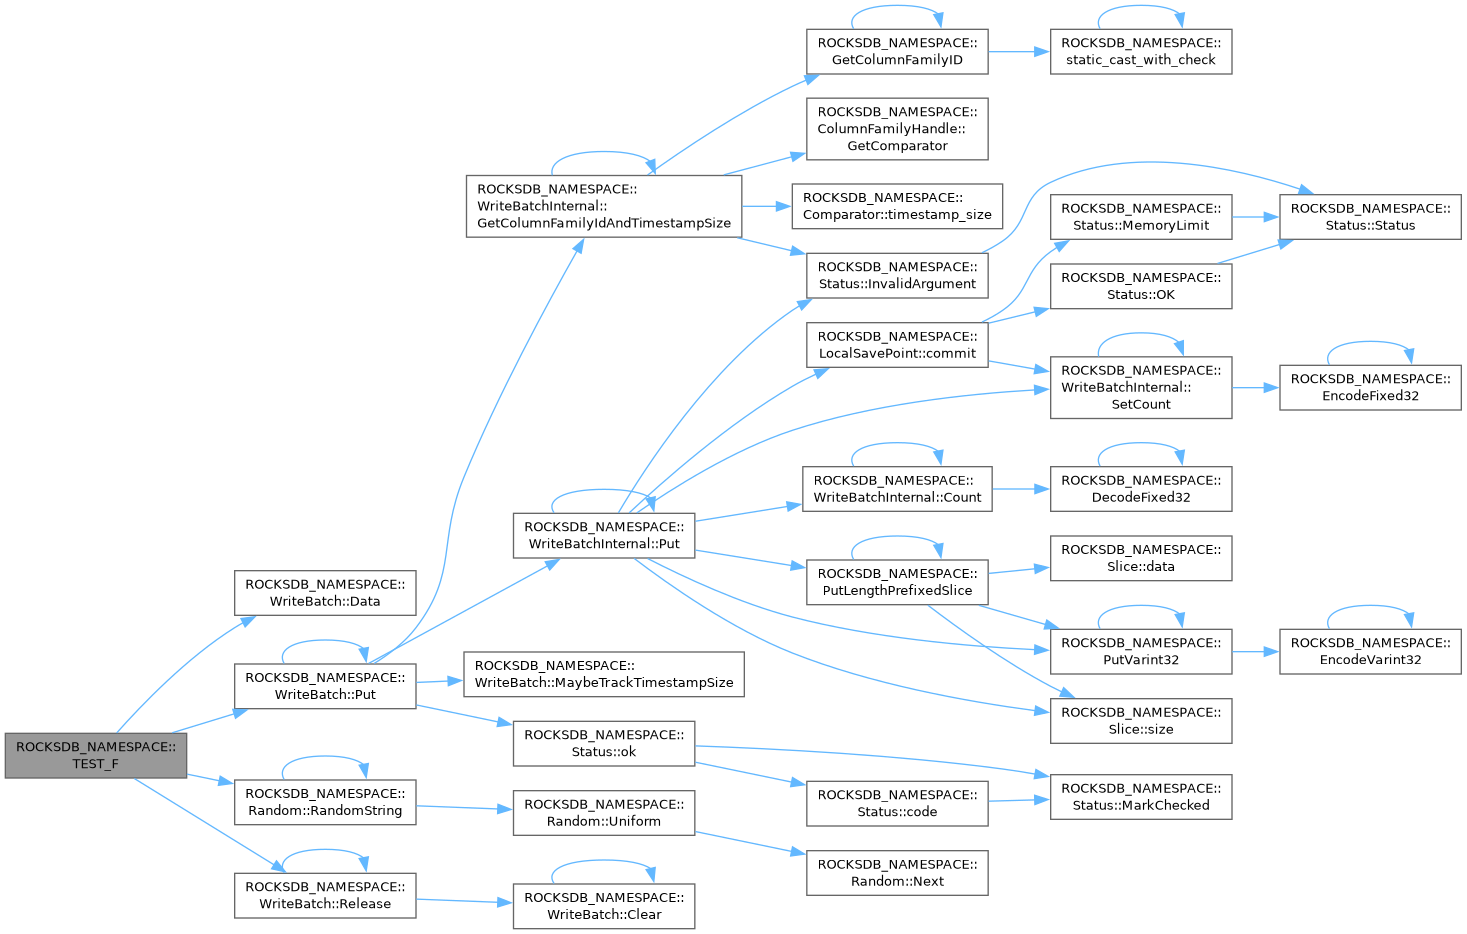 ROCKSDB_NAMESPACE::
TEST_F
ROCKSDB_NAMESPACE::
WriteBatch::Data
ROCKSDB_NAMESPACE::
WriteBatch::Put
ROCKSDB_NAMESPACE::
Random::RandomString
ROCKSDB_NAMESPACE::
WriteBatch::Release
ROCKSDB_NAMESPACE::
WriteBatchInternal::
GetColumnFamilyIdAndTimestampSize
ROCKSDB_NAMESPACE::
WriteBatchInternal::Put
ROCKSDB_NAMESPACE::
WriteBatch::MaybeTrackTimestampSize
ROCKSDB_NAMESPACE::
Status::ok
ROCKSDB_NAMESPACE::
Random::Uniform
ROCKSDB_NAMESPACE::
WriteBatch::Clear
ROCKSDB_NAMESPACE::
GetColumnFamilyID
ROCKSDB_NAMESPACE::
ColumnFamilyHandle::
GetComparator
ROCKSDB_NAMESPACE::
Comparator::timestamp_size
ROCKSDB_NAMESPACE::
Status::InvalidArgument
ROCKSDB_NAMESPACE::
LocalSavePoint::commit
ROCKSDB_NAMESPACE::
WriteBatchInternal::Count
ROCKSDB_NAMESPACE::
PutLengthPrefixedSlice
ROCKSDB_NAMESPACE::
Status::code
ROCKSDB_NAMESPACE::
Random::Next
ROCKSDB_NAMESPACE::
static_cast_with_check
ROCKSDB_NAMESPACE::
Status::MemoryLimit
ROCKSDB_NAMESPACE::
Status::OK
ROCKSDB_NAMESPACE::
WriteBatchInternal::
SetCount
ROCKSDB_NAMESPACE::
DecodeFixed32
ROCKSDB_NAMESPACE::
Slice::data
ROCKSDB_NAMESPACE::
PutVarint32
ROCKSDB_NAMESPACE::
Slice::size
ROCKSDB_NAMESPACE::
Status::MarkChecked
ROCKSDB_NAMESPACE::
Status::Status
ROCKSDB_NAMESPACE::
EncodeFixed32
ROCKSDB_NAMESPACE::
EncodeVarint32